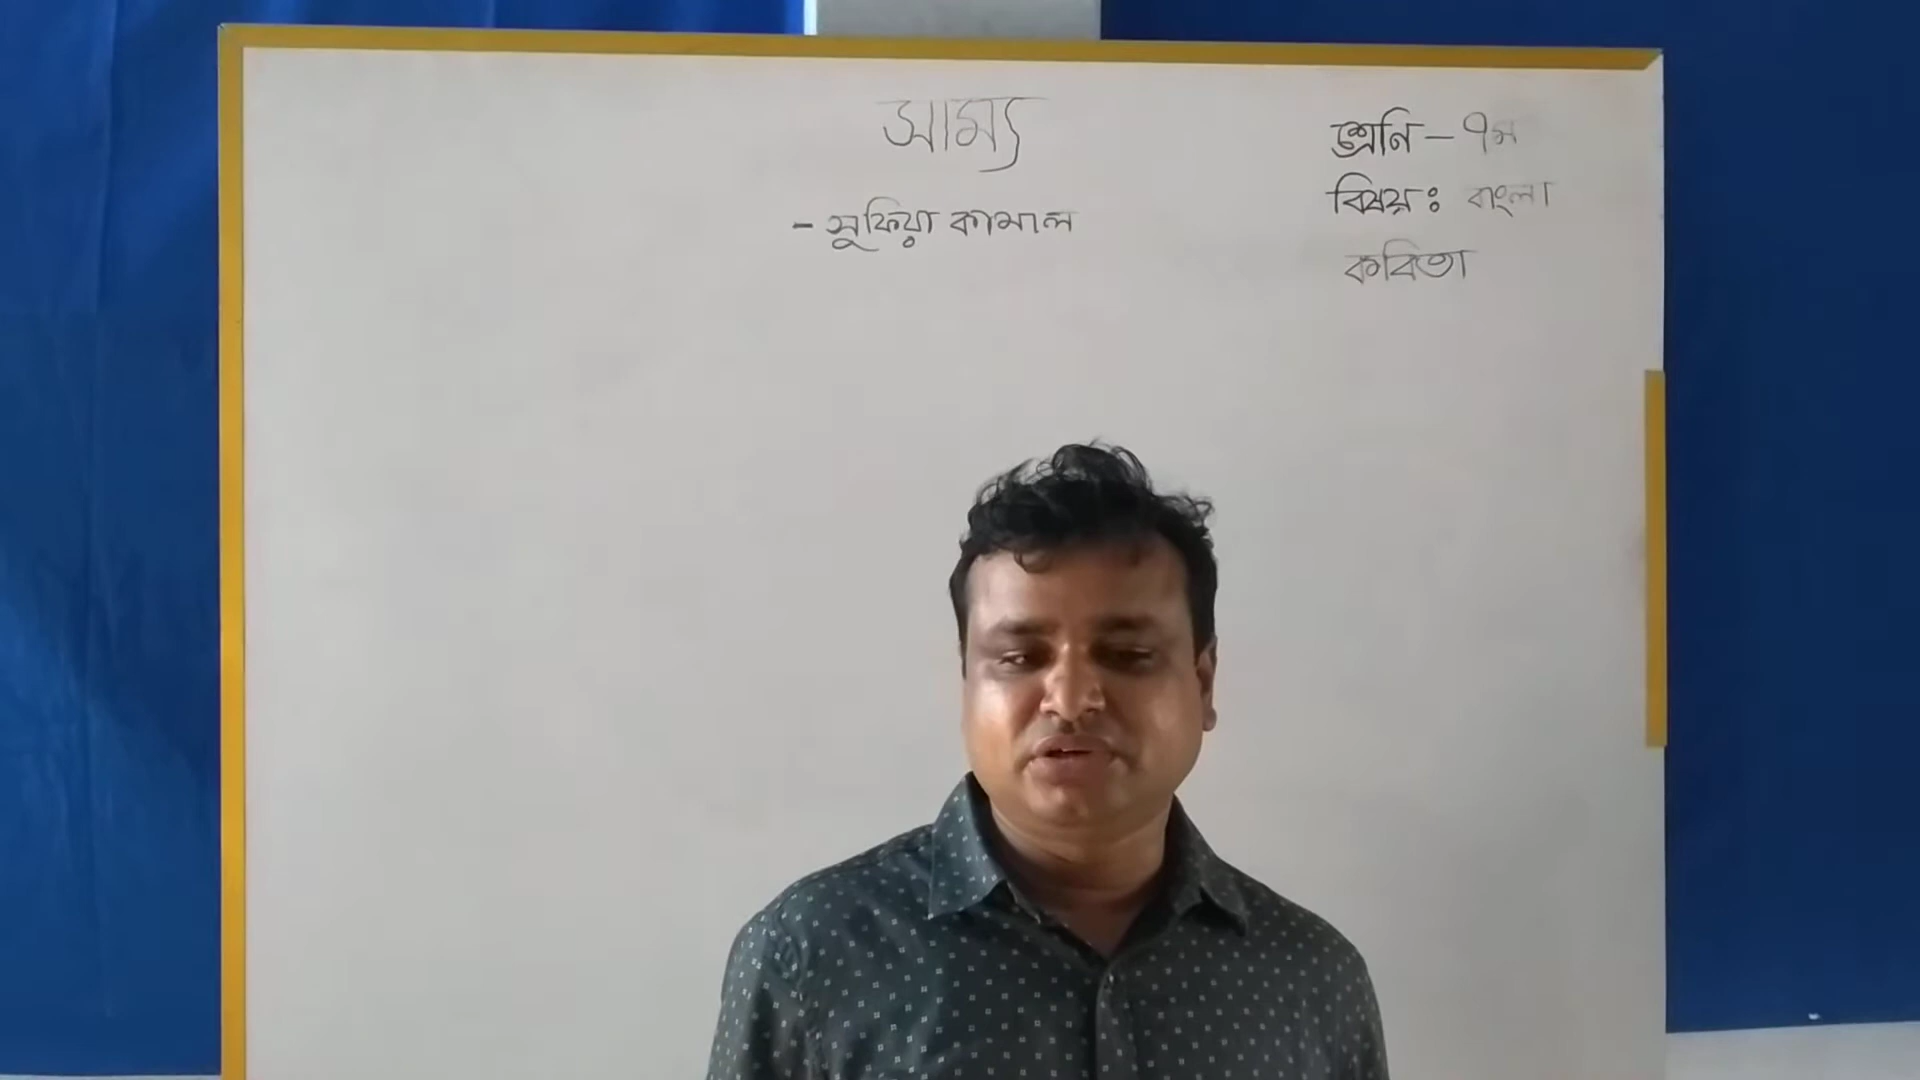 সাম্য
- সুফিয়া কামাল
শ্রেনি - ৭ম
বিষয়ঃ বাংলা
কবিতা